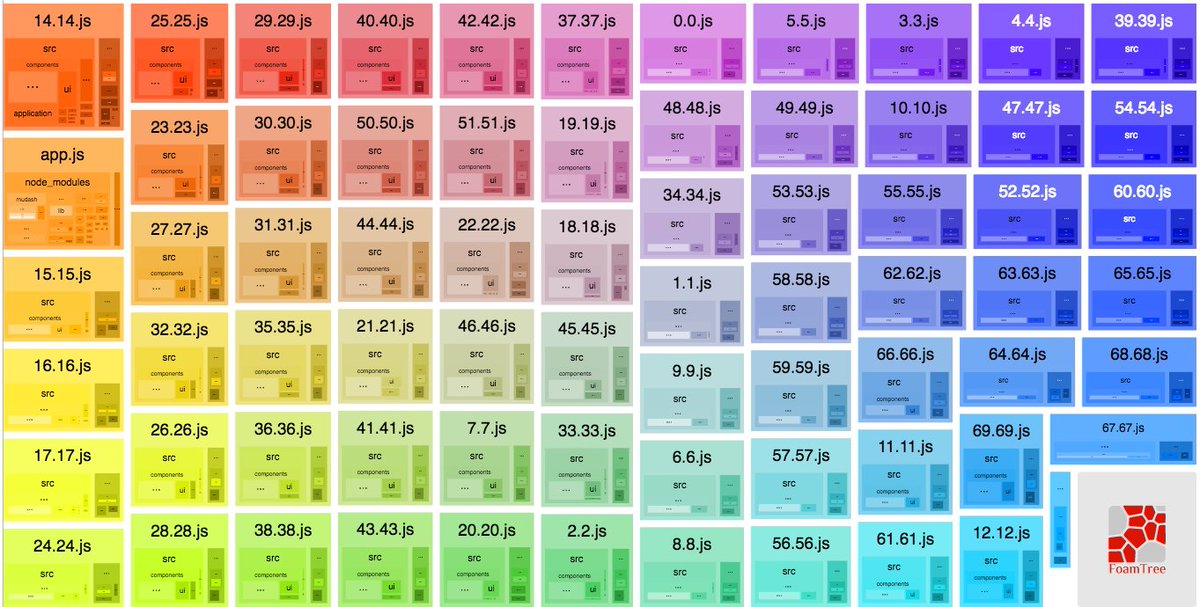 14.14.js
src
components
...
ui
...
application
app.js
node_modules
mudash
lib
15.15.js
src
components
...
ui
16.16.js
src
...
17.17.js
src
...
24.24.js
src
...
25.25.js
src
components
...
ui
23.23.js
src
components
...
ui
27.27.js
src
components
...
ui
32.32.js
src
components
...
ui
26.26.js
src
components
...
ui
28.28.js
src
components
...
ui
29.29.js
src
components
...
ui
30.30.js
src
components
...
ui
31.31.js
src
components
...
ui
35.35.js
src
components
...
ui
36.36.js
src
components
...
ui
38.38.js
src
components
...
ui
40.40.js
src
components
...
ui
50.50.js
src
components
...
ui
44.44.js
src
components
...
ui
21.21.js
src
components
...
ui
41.41.js
src
components
...
ui
43.43.js
src
components
...
ui
42.42.js
src
components
...
ui
51.51.js
src
components
...
ui
22.22.js
src
components
...
ui
46.46.js
src
components
...
ui
7.7.js
src
components
...
ui
20.20.js
src
components
...
ui
37.37.js
src
components
...
ui
19.19.js
src
components
...
ui
18.18.js
src
components
...
ui
45.45.js
src
components
...
ui
33.33.js
src
components
...
ui
2.2.js
src
components
...
ui
0.0.js
src
...
48.48.js
src
...
34.34.js
src
...
1.1.js
src
...
9.9.js
src
...
6.6.js
src
...
8.8.js
src
...
5.5.js
src
...
49.49.js
src
...
53.53.js
src
...
58.58.js
src
...
59.59.js
src
...
57.57.js
src
...
56.56.js
src
...
3.3.js
src
...
10.10.js
src
...
55.55.js
src
...
62.62.js
src
...
66.66.js
src
components
...
ui
11.11.js
src
components
...
ui
61.61.js
src
components
...
ui
4.4.js
src
...
47.47.js
src
...
52.52.js
src
...
63.63.js
src
...
64.64.js
src
...
69.69.js
src
components
...
ui
12.12.js
src
components
...
ui
39.39.js
src
...
54.54.js
src
...
60.60.js
src
...
65.65.js
src
...
68.68.js
src
...
67.67.js
...
FoamTree